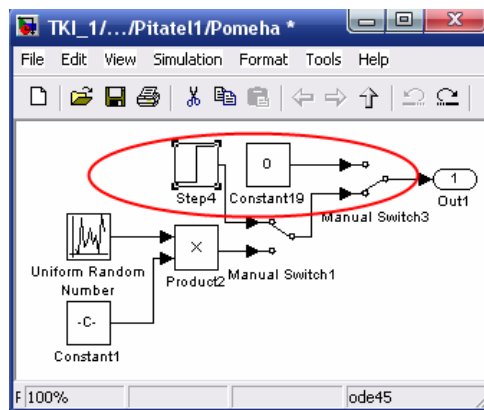 TKI_1/.../Pitatel1/Pomeha *
File Edit View Simulation Format Tools Help
0
1
Step4 Constant19 Out1
Manual Switch3
×
Uniform Random
Number
Product2 Manual Switch1
-C-
Constant1
F 100% ode45